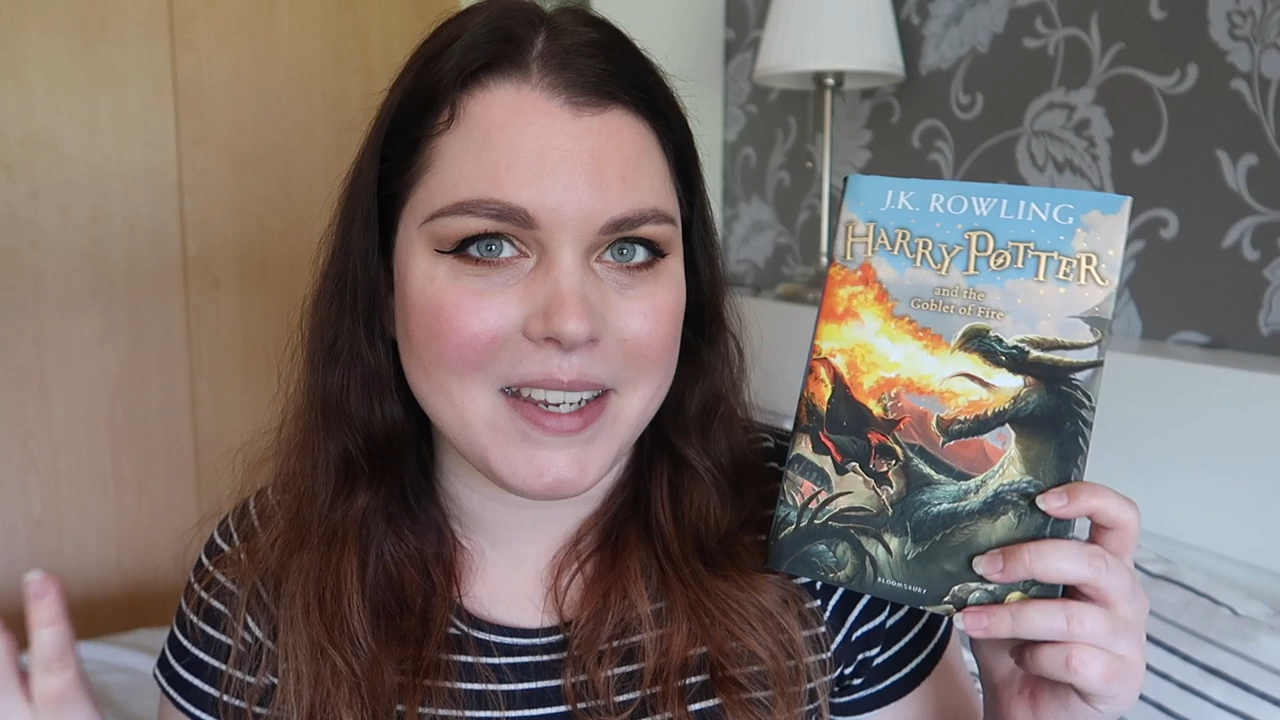 J.K. ROWLING
HARRY POTTER
and the
Goblet of Fire
BLOOMSBURY